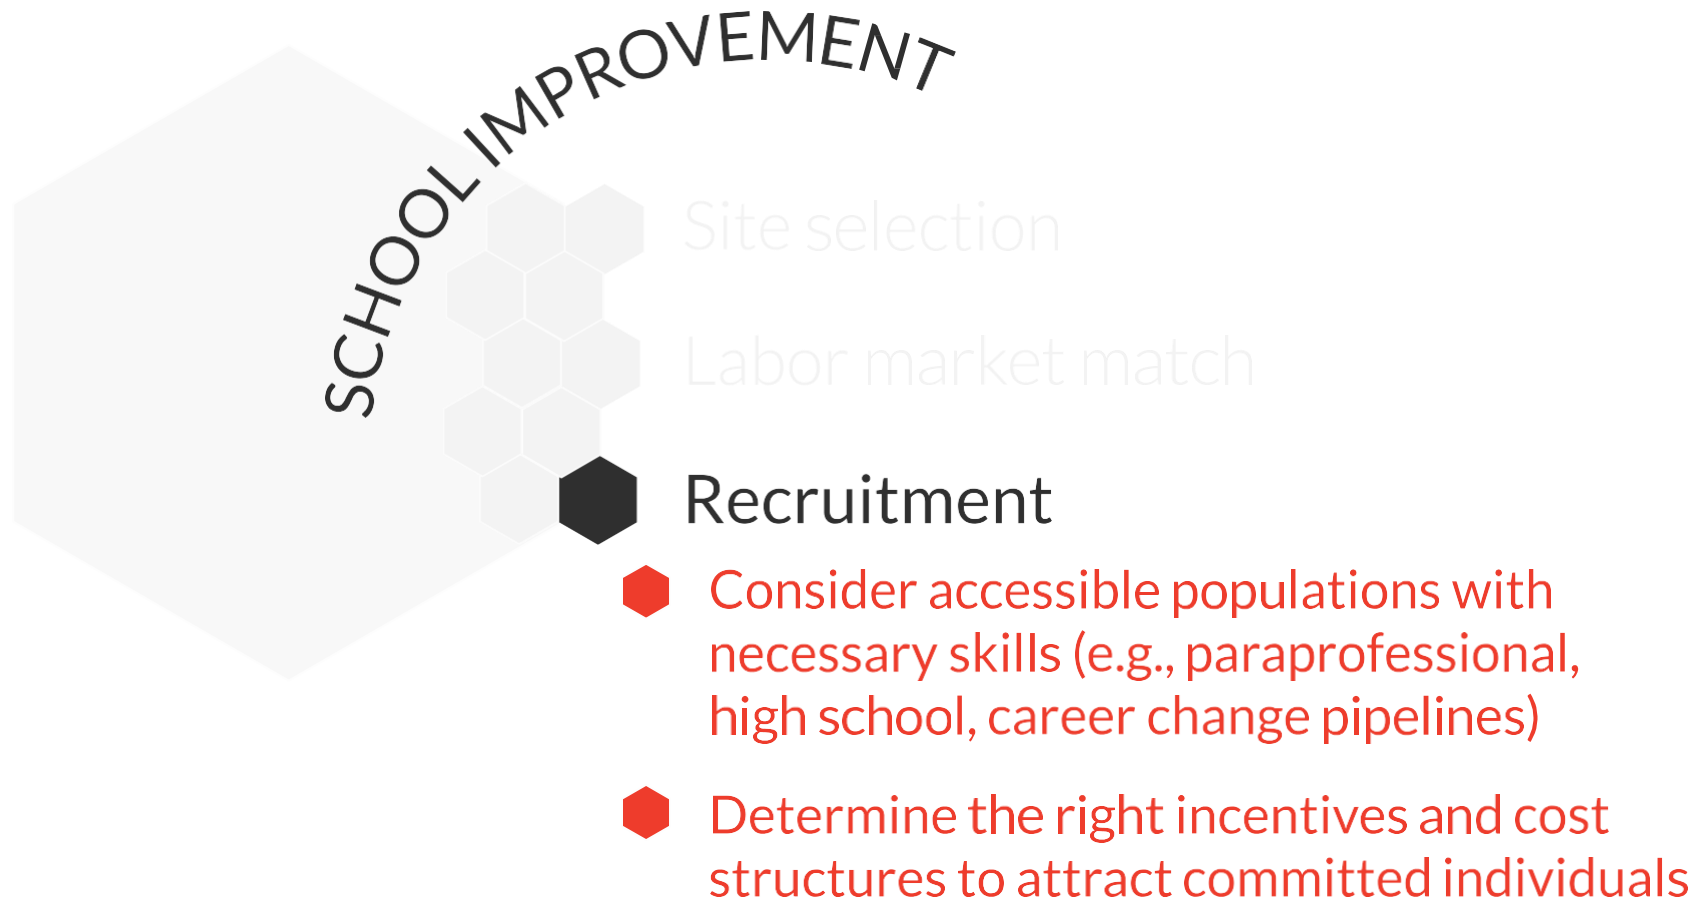 SCHOOL IMPROVEMENT
Site selection
Labor market match
Recruitment
Consider accessible populations with
necessary skills (e.g., paraprofessional,
high school, career change pipelines)
Determine the right incentives and cost
structures to attract committed individuals